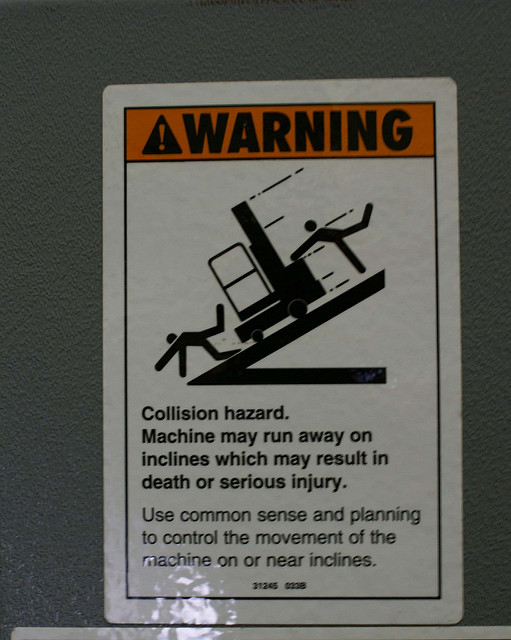 WARNING
Collision hazard.
Machine may run away on
inclines which may result in
death or serious injury.
Use common sense and planning
to control the movement of the
machine on or near inclines.
31245 033B